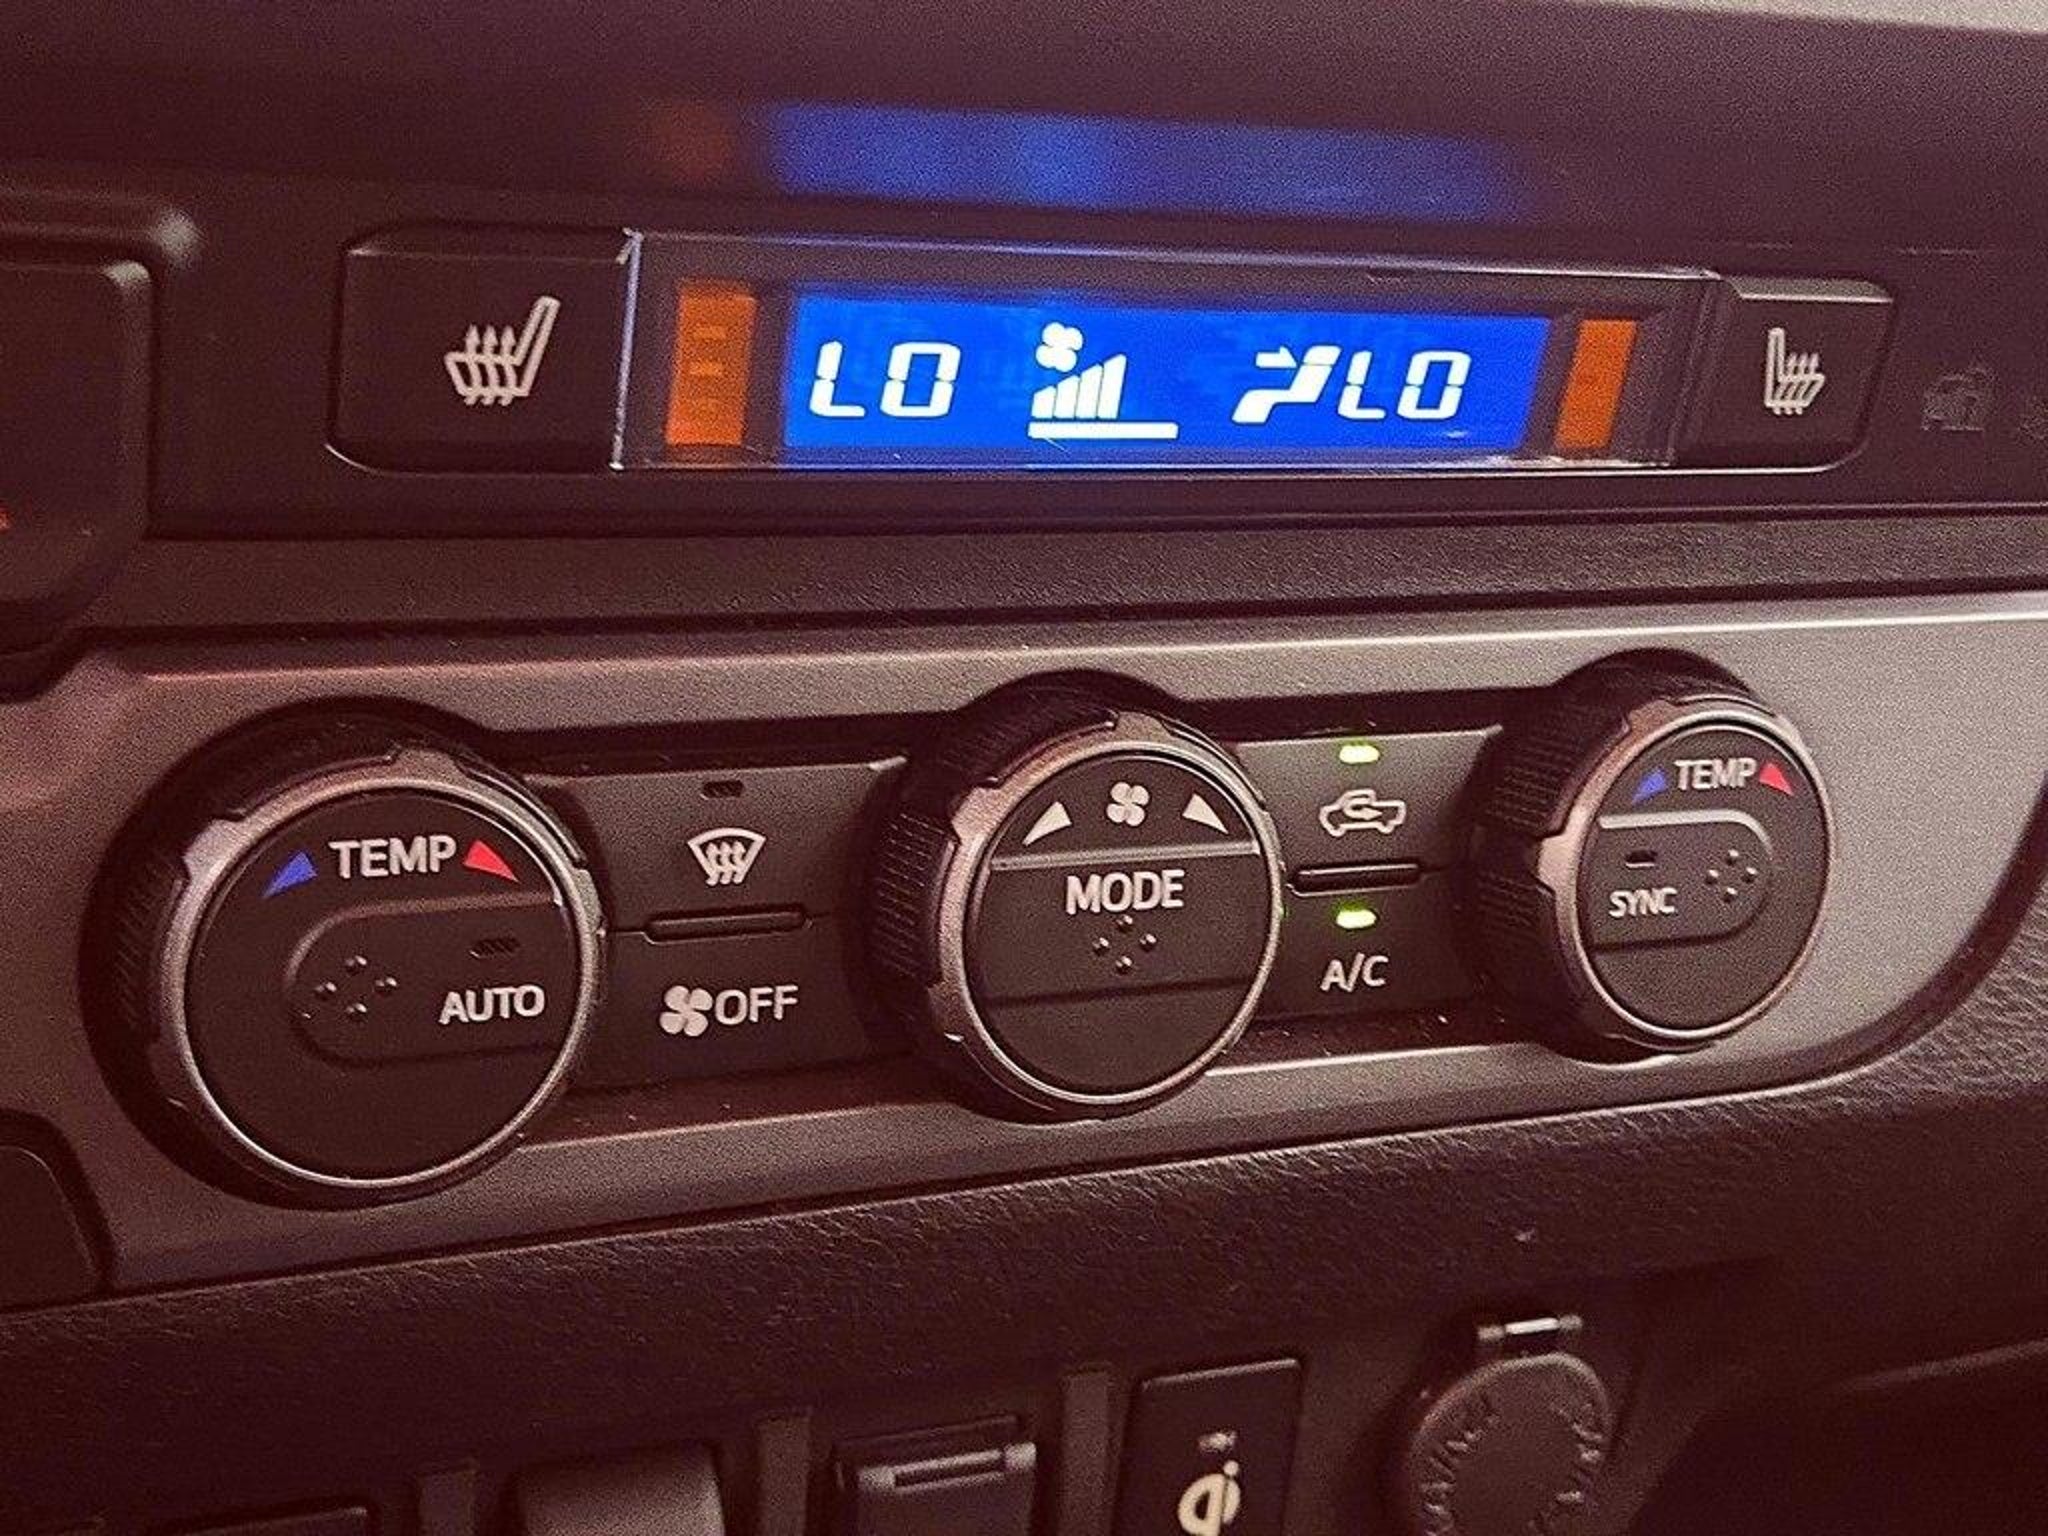 LO LO
TEMP
AUTO
OFF
MODE
A/C
TEMP
SYNC